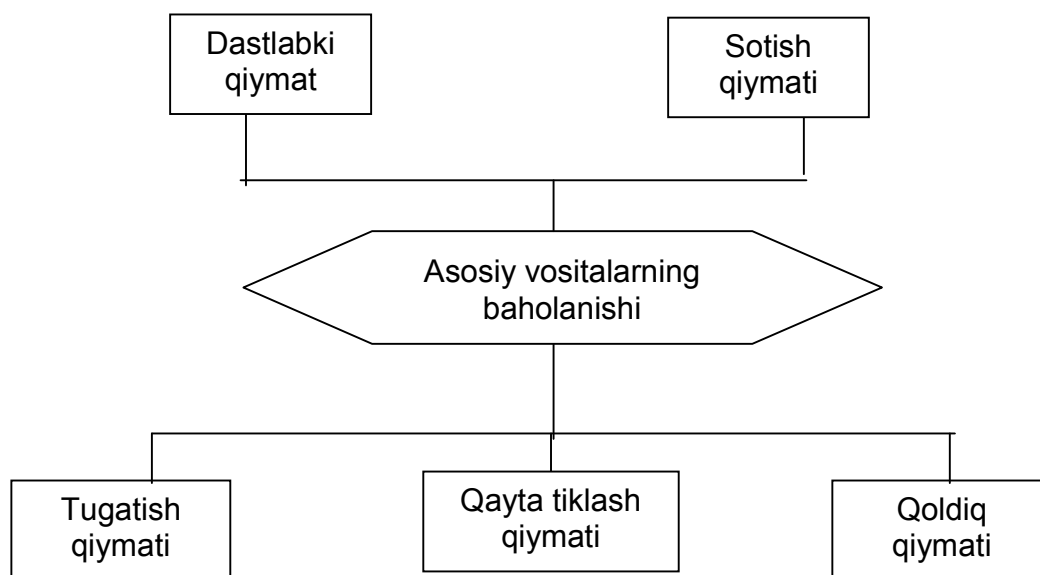 Dastlabki
qiymat
Sotish
qiymati
Asosiy vositalarning
baholanishi
Tugatish
qiymati
Qayta tiklash
qiymati
Qoldiq
qiymati